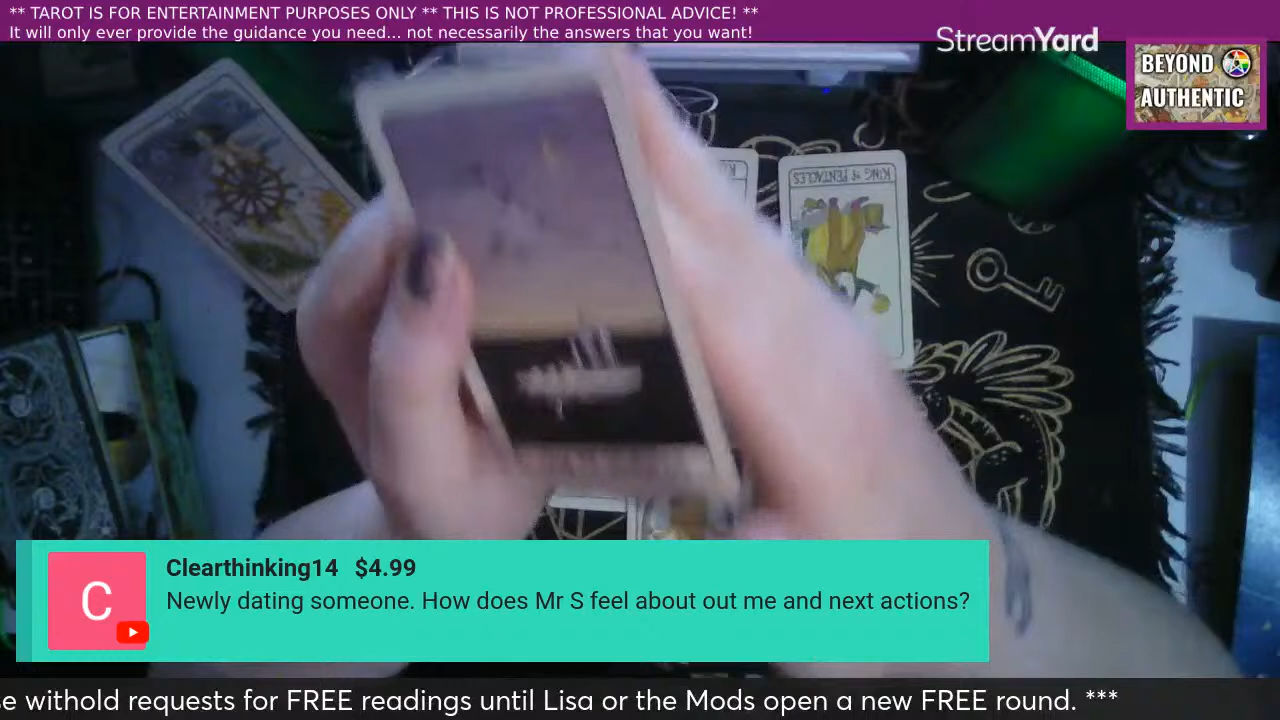 ** TAROT IS FOR ENTERTAINMENT PURPOSES ONLY ** THIS IS NOT PROFESSIONAL ADVICE! **
It will only ever provide the guidance you need... not necessarily the answers that you want!
StreamYard
BEYOND
AUTHENTIC
KING of PENTACLES
C
Clearthinking14 $4.99
Newly dating someone. How does Mr S feel about out me and next actions?
e withold requests for FREE readings until Lisa or the Mods open a new FREE round. ***